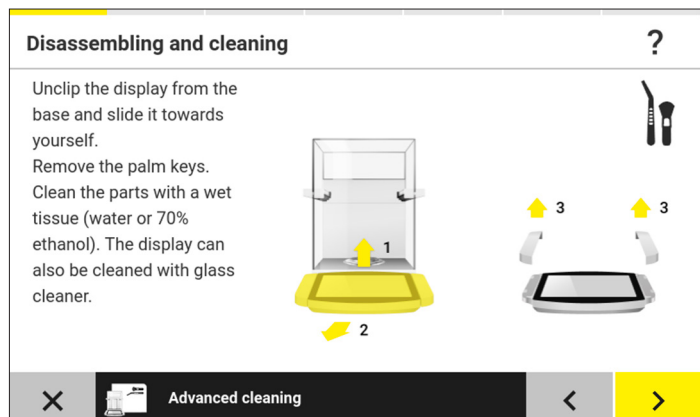 Disassembling and cleaning
?
Unclip the display from the
base and slide it towards
yourself.
Remove the palm keys.
Clean the parts with a wet
tissue (water or 70%
ethanol). The display can
also be cleaned with glass
cleaner.
1
2
3
3
Advanced cleaning